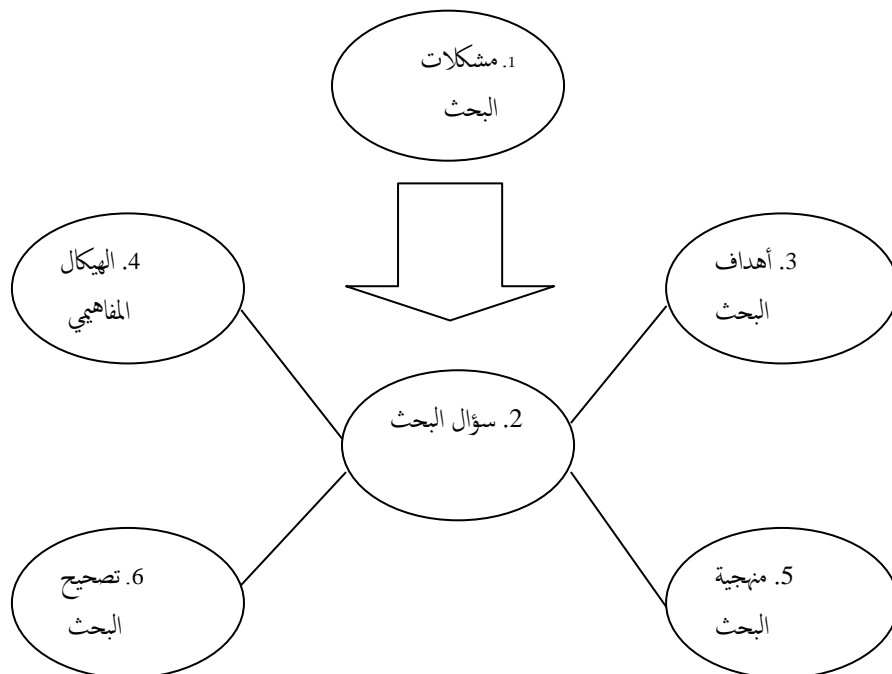 1. مشكلات
البحث
3. أهداف
البحث
4. الهيكال
المفاهيمي
2. سؤال البحث
5. منهجية
البحث
6. تصحيح
البحث